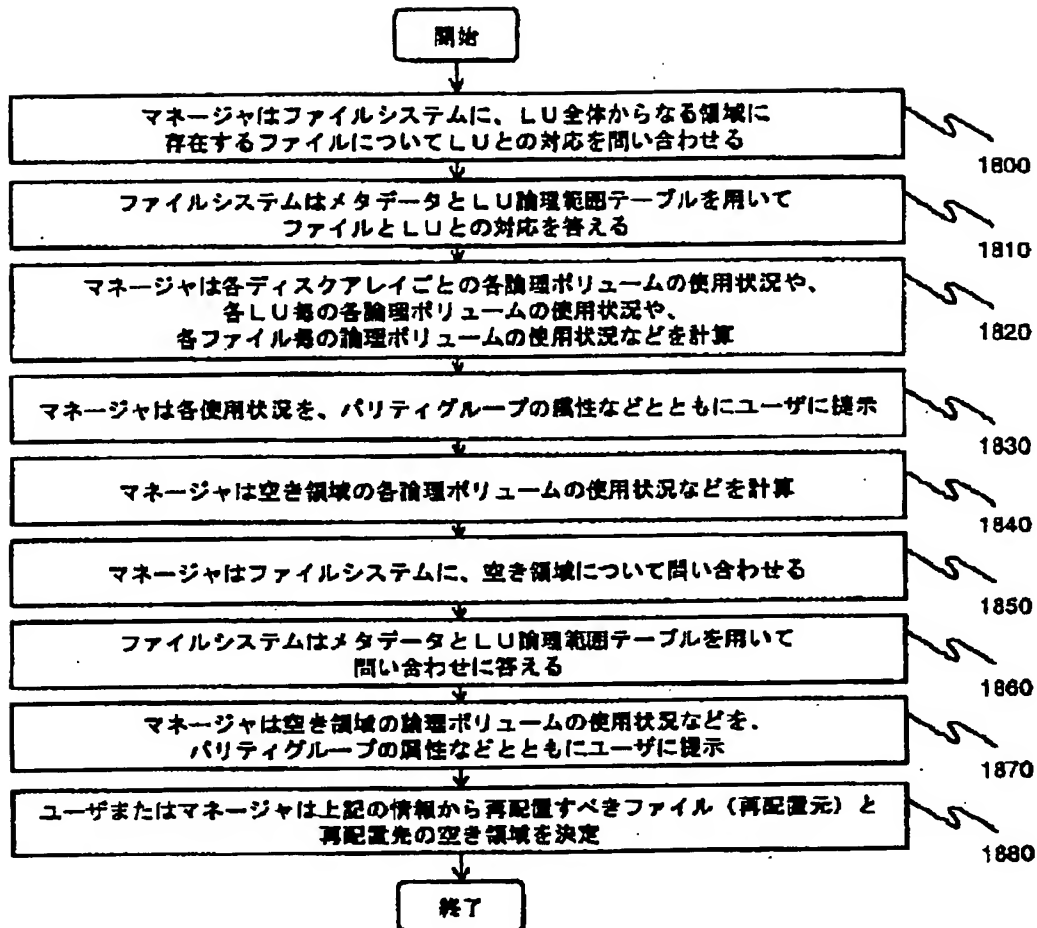 開始
マネージャはファイルシステムに、LU全体からなる領域に
存在するファイルについてLUとの対応を問い合わせる
1800
ファイルシステムはメタデータとLU論理範囲テーブルを用いて
ファイルとLUとの対応を答える
1810
マネージャは各ディスクアレイごとの各論理ボリュームの使用状況や、
各LU毎の各論理ボリュームの使用状況や、
各ファイル毎の論理ボリュームの使用状況などを計算
1820
マネージャは各使用状況を、パリティグループの属性などとともにユーザに提示
1830
マネージャは空き領域の各論理ボリュームの使用状況などを計算
1840
マネージャはファイルシステムに、空き領域について問い合わせる
1850
ファイルシステムはメタデータとLU論理範囲テーブルを用いて
問い合わせに答える
1860
マネージャは空き領域の論理ボリュームの使用状況などを、
パリティグループの属性などとともにユーザに提示
1870
ユーザまたはマネージャは上記の情報から再配置すべきファイル（再配置元）と
再配置先の空き領域を決定
1880
終了